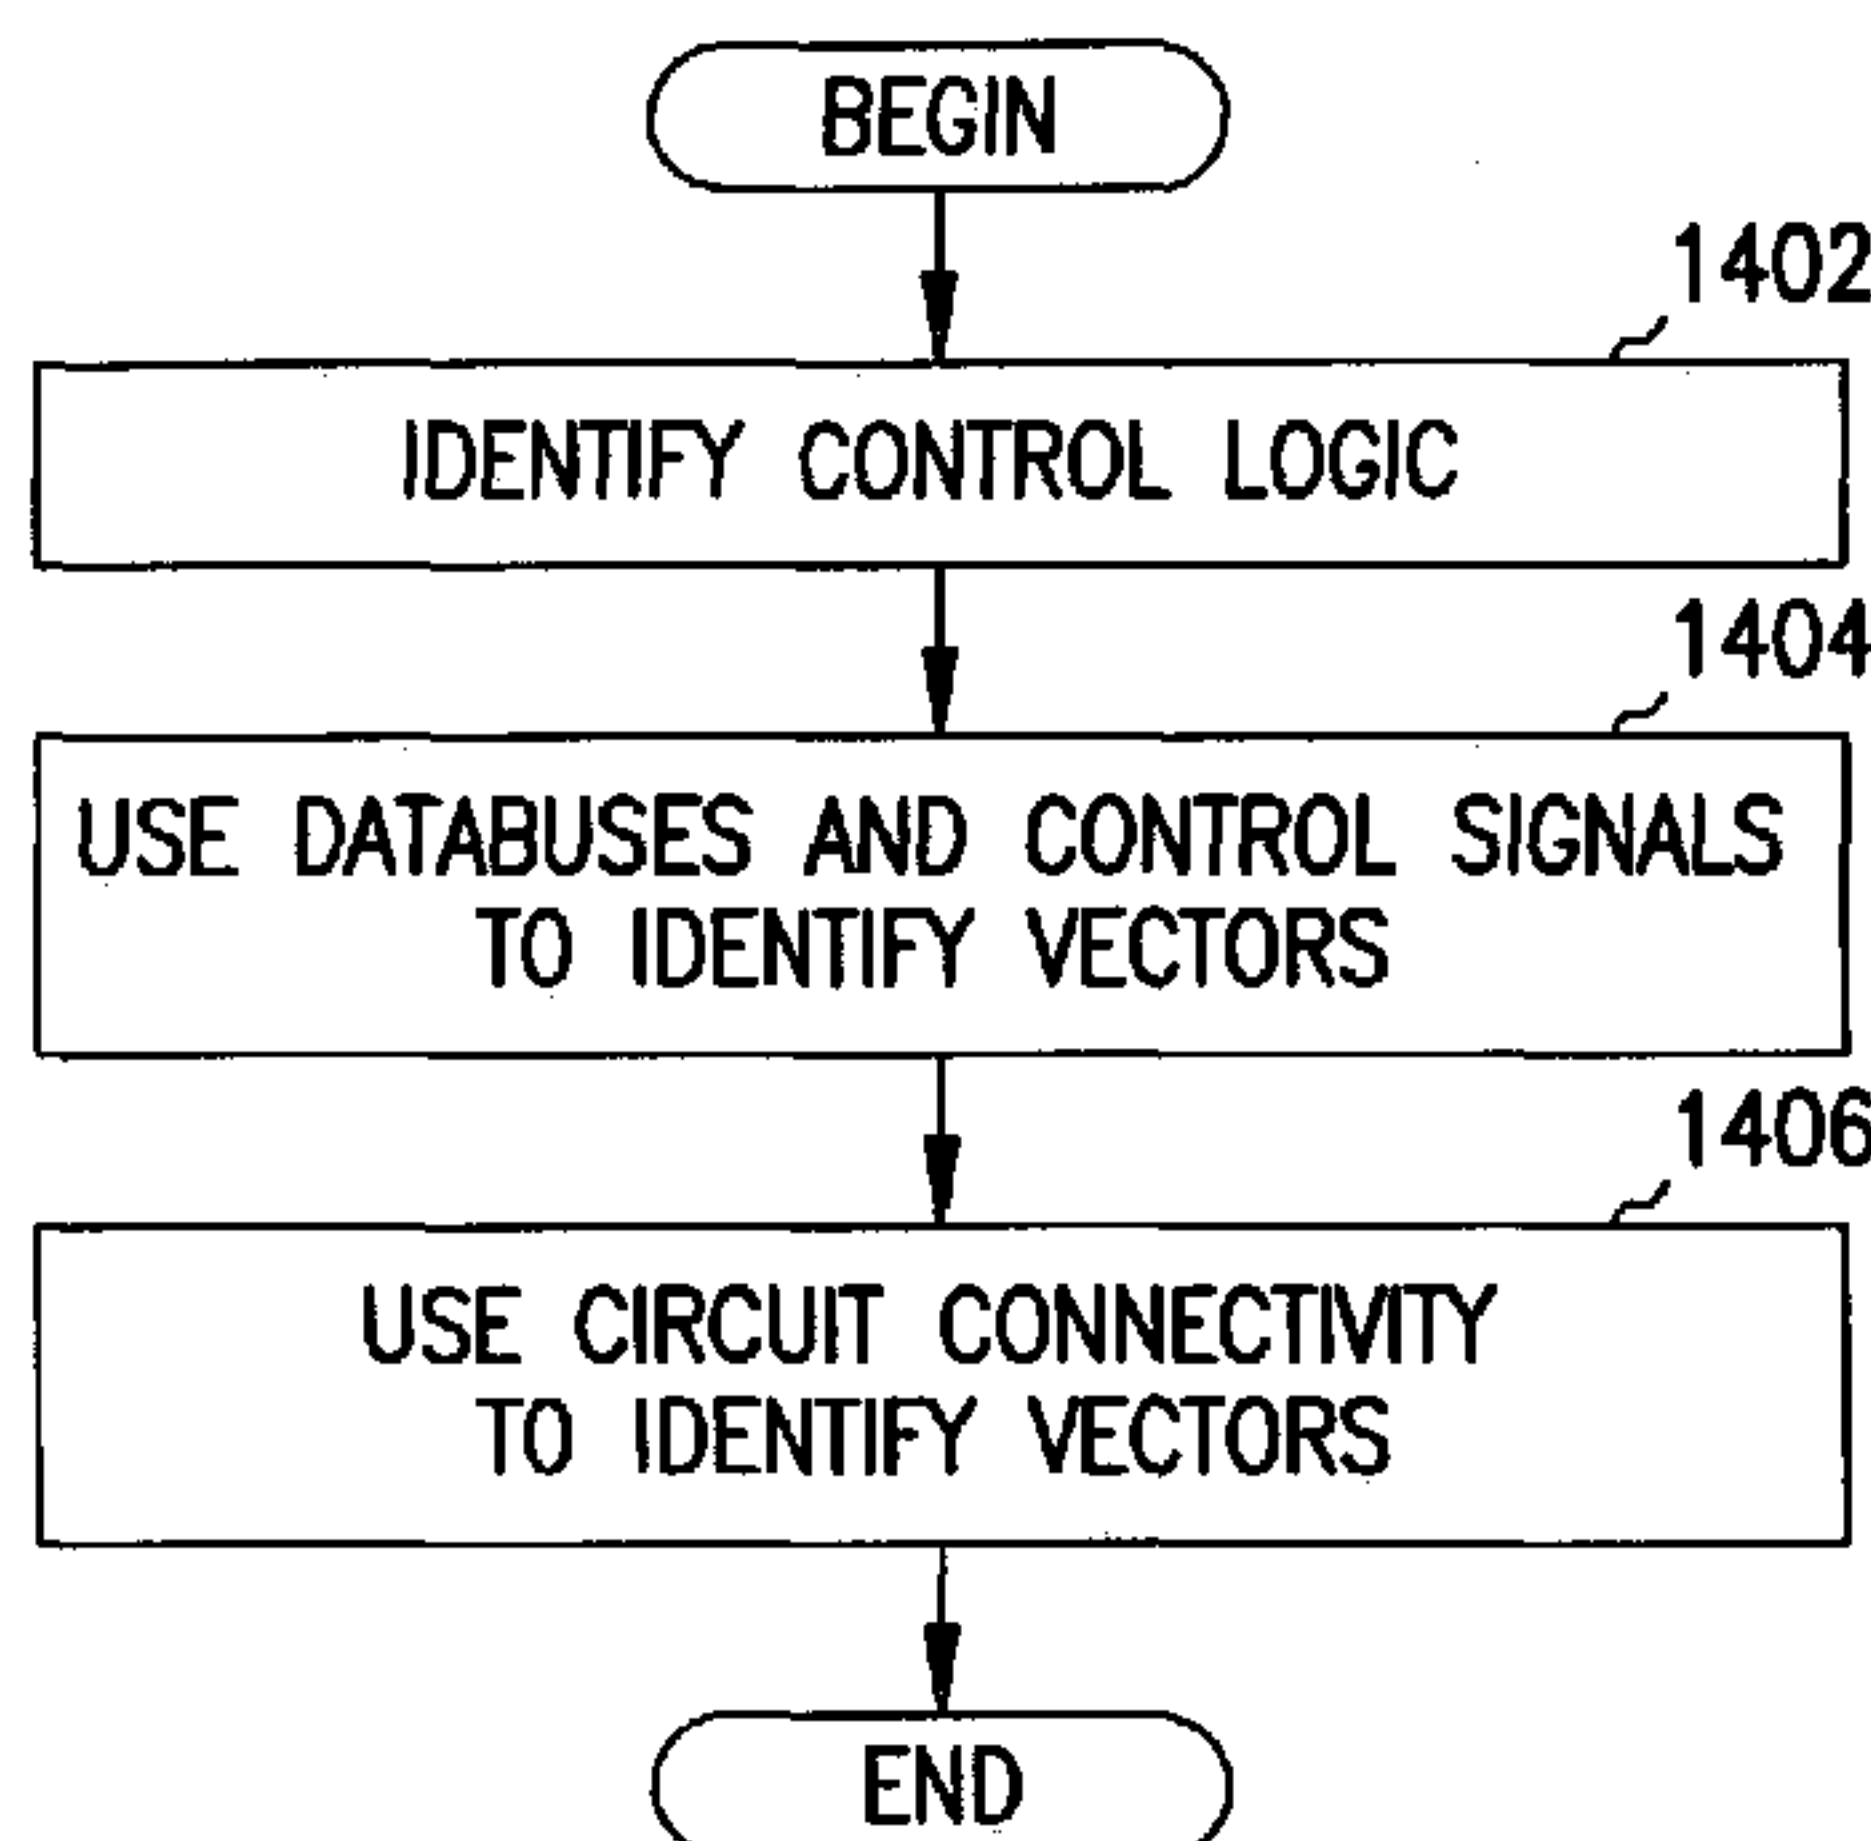 BEGIN
1402
IDENTIFY CONTROL LOGIC
1404
USE DATABUSES AND CONTROL SIGNALS
TO IDENTIFY VECTORS
1406
USE CIRCUIT CONNECTIVITY
TO IDENTIFY VECTORS
END